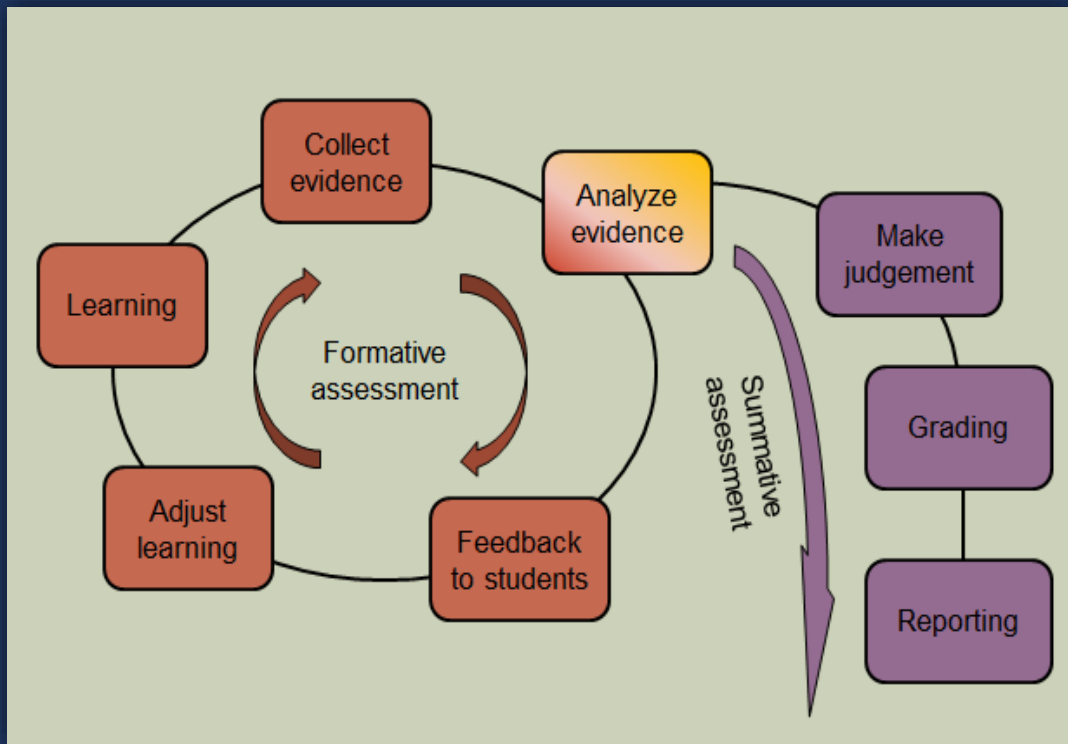 Collect
evidence
Analyze
evidence
Make
judgement
Learning
Formative
assessment
Summative
assessment
Grading
Adjust
learning
Feedback
to students
Reporting